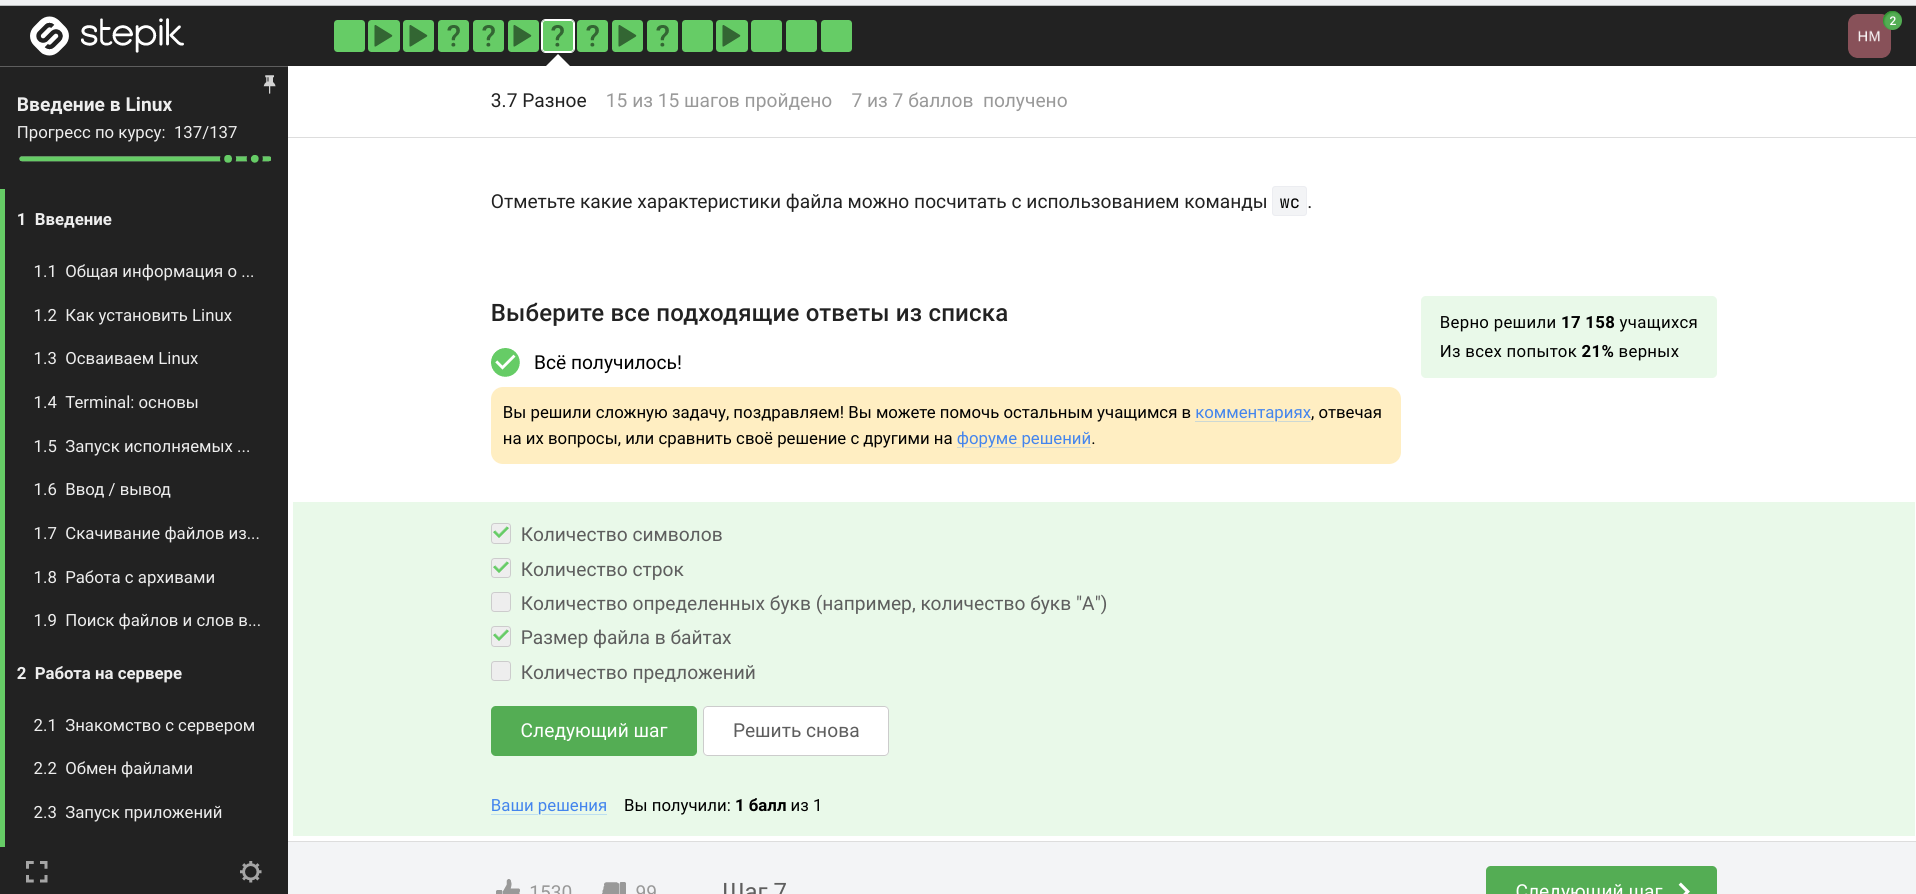 stepik
? ? ? ? ?
НМ
2
Введение в Linux
Прогресс по курсу: 137/137
1 Введение
1.1 Общая информация о ...
1.2 Как установить Linux
1.3 Осваиваем Linux
1.4 Terminal: основы
1.5 Запуск исполняемых ...
1.6 Ввод / вывод
1.7 Скачивание файлов из...
1.8 Работа с архивами
1.9 Поиск файлов и слов в...
2 Работа на сервере
2.1 Знакомство с сервером
2.2 Обмен файлами
2.3 Запуск приложений
3.7 Разное 15 из 15 шагов пройдено 7 из 7 баллов получено
Отметьте какие характеристики файла можно посчитать с использованием команды wc.
Выберите все подходящие ответы из списка
Верно решили 17 158 учащихся
Из всех попыток 21% верных
Всё получилось!
Вы решили сложную задачу, поздравляем! Вы можете помочь остальным учащимся в комментариях, отвечая
на их вопросы, или сравнить своё решение с другими на форуме решений.
Количество символов
Количество строк
Количество определенных букв (например, количество букв "А")
Размер файла в байтах
Количество предложений
Следующий шаг
Решить снова
Ваши решения Вы получили: 1 балл из 1
1530 99 Шаг 7
Следующий шаг